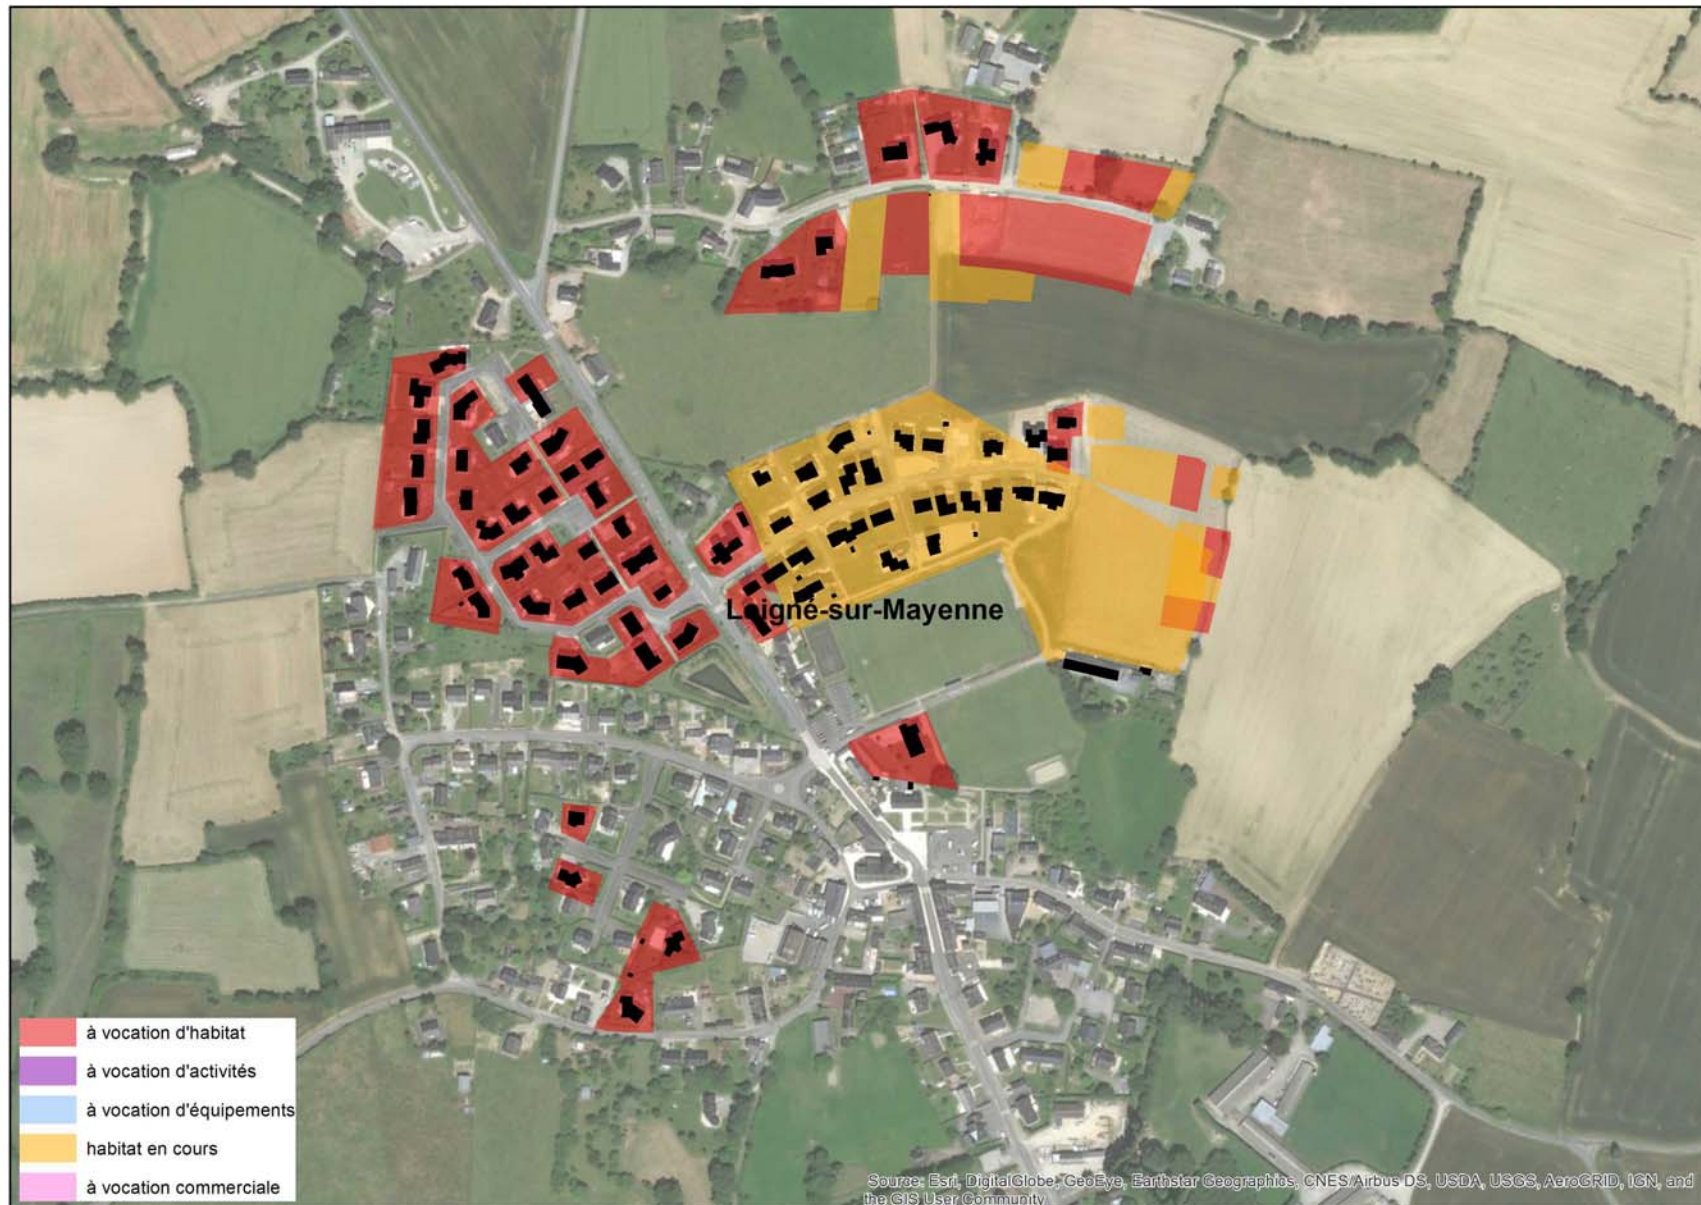 Loigné-sur-Mayenne
à vocation d'habitat
à vocation d'activités
à vocation d'équipements
habitat en cours
à vocation commerciale
Source: Esri, DigitalGlobe, GeoEye, Earthstar Geographics, CNES/Airbus DS, USDA, USGS, AeroGRID, IGN, and
the GIS User Community